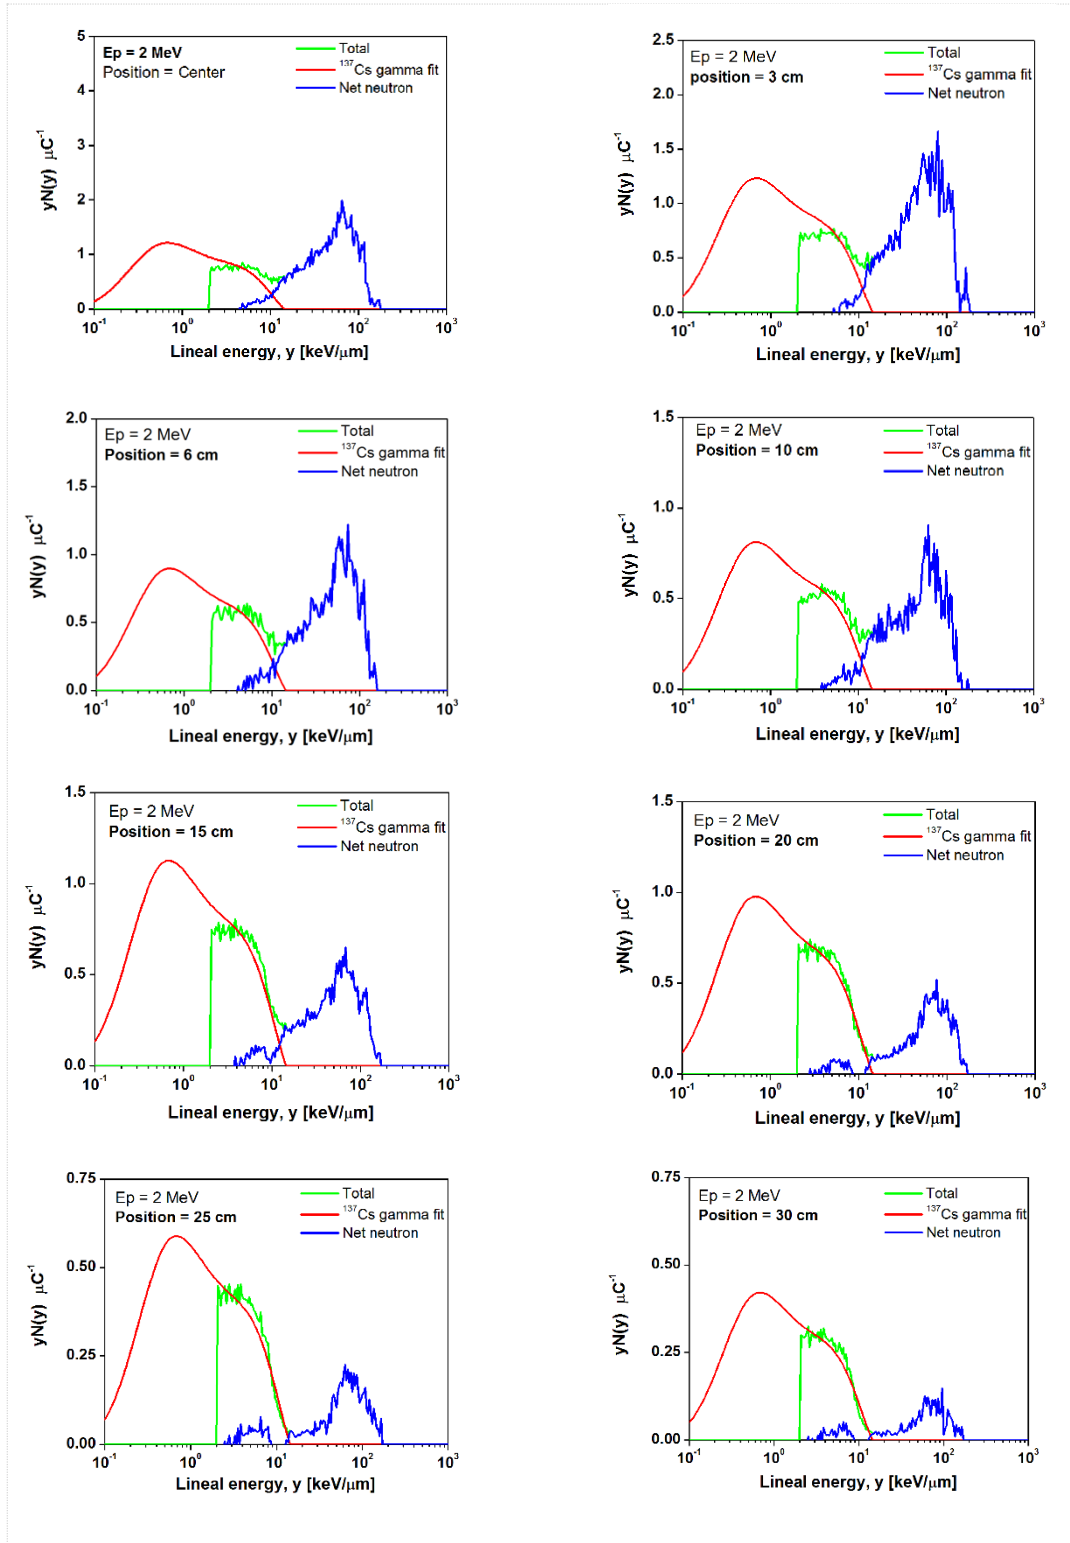 Ep = 2 MeV
Position = Center
Total
¹³⁷Cs gamma fit
Net neutron
5
4
3
2
1
0
yN(y) μC⁻¹
10⁻¹ 10⁰ 10¹ 10² 10³
Lineal energy, y [keV/μm]
Ep = 2 MeV
position = 3 cm
Total
¹³⁷Cs gamma fit
Net neutron
2.5
2.0
1.5
1.0
0.5
0.0
yN(y) μC⁻¹
10⁻¹ 10⁰ 10¹ 10² 10³
Lineal energy, y [keV/μm]
Ep = 2 MeV
Position = 6 cm
Total
¹³⁷Cs gamma fit
Net neutron
2.0
1.5
1.0
0.5
0.0
yN(y) μC⁻¹
10⁻¹ 10⁰ 10¹ 10² 10³
Lineal energy, y [keV/μm]
Ep = 2 MeV
Position = 10 cm
Total
¹³⁷Cs gamma fit
Net neutron
1.5
1.0
0.5
0.0
yN(y) μC⁻¹
10⁻¹ 10⁰ 10¹ 10² 10³
Lineal energy, y [keV/μm]
Ep = 2 MeV
Position = 15 cm
Total
¹³⁷Cs gamma fit
Net neutron
1.5
1.0
0.5
0.0
yN(y) μC⁻¹
10⁻¹ 10⁰ 10¹ 10² 10³
Lineal energy, y [keV/μm]
Ep = 2 MeV
Position = 20 cm
Total
¹³⁷Cs gamma fit
Net neutron
1.5
1.0
0.5
0.0
yN(y) μC⁻¹
10⁻¹ 10⁰ 10¹ 10² 10³
Lineal energy, y [keV/μm]
Ep = 2 MeV
Position = 25 cm
Total
¹³⁷Cs gamma fit
Net neutron
0.75
0.50
0.25
0.00
yN(y) μC⁻¹
10⁻¹ 10⁰ 10¹ 10² 10³
Lineal energy, y [keV/μm]
Ep = 2 MeV
Position = 30 cm
Total
¹³⁷Cs gamma fit
Net neutron
0.75
0.50
0.25
0.00
yN(y) μC⁻¹
10⁻¹ 10⁰ 10¹ 10² 10³
Lineal energy, y [keV/μm]